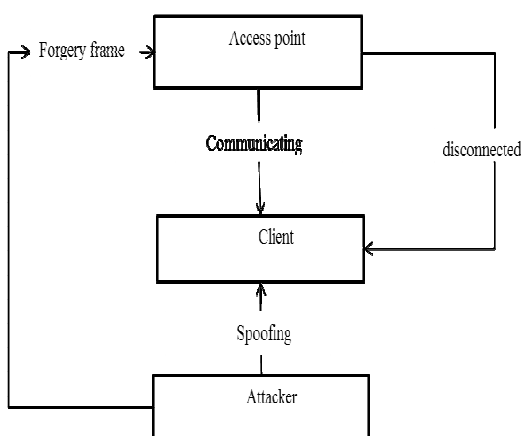 Access point
Forgery frame
Communicating
disconnected
Client
Spoofing
Attacker